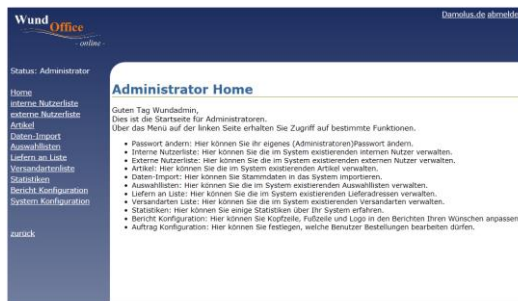 Wund
Office
- online -
Damolus.de abmelde
Status: Administrator
Home
interne Nutzerliste
externe Nutzerliste
Artikel
Daten-Import
Auswahllisten
Liefern an Liste
Versandartenliste
Statistiken
Bericht Konfiguration
System Konfiguration
zurück
Administrator Home
Guten Tag Wundadmin,
Dies ist die Startseite für Administratoren.
Über das Menü auf der linken Seite erhalten Sie Zugriff auf bestimmte Funktionen.
• Passwort ändern: Hier können Sie ihr eigenes (Administratoren)Passwort ändern.
• Interne Nutzerliste: Hier können Sie die im System existierenden internen Nutzer verwalten.
• Externe Nutzerliste: Hier können Sie die im System existierenden externen Nutzer verwalten.
• Artikel: Hier können Sie die im System existierenden Artikel verwalten.
• Daten-Import: Hier können Sie Stammdaten in das System importieren.
• Auswahllisten: Hier können Sie die im System existierenden Auswahllisten verwalten.
• Liefern an Liste: Hier können Sie die im System existierenden Lieferadressen verwalten.
• Versandarten Liste: Hier können Sie die im System existierenden Versandarten verwalten.
• Statistiken: Hier können Sie einige Statistiken über Ihr System erfahren.
• Bericht Konfiguration: Hier können Sie Kopfzeile, Fußzeile und Logo in den Berichten Ihren Wünschen anpassen
• Auftrag Konfiguration: Hier können Sie festlegen, welche Benutzer Bestellungen bearbeiten dürfen.